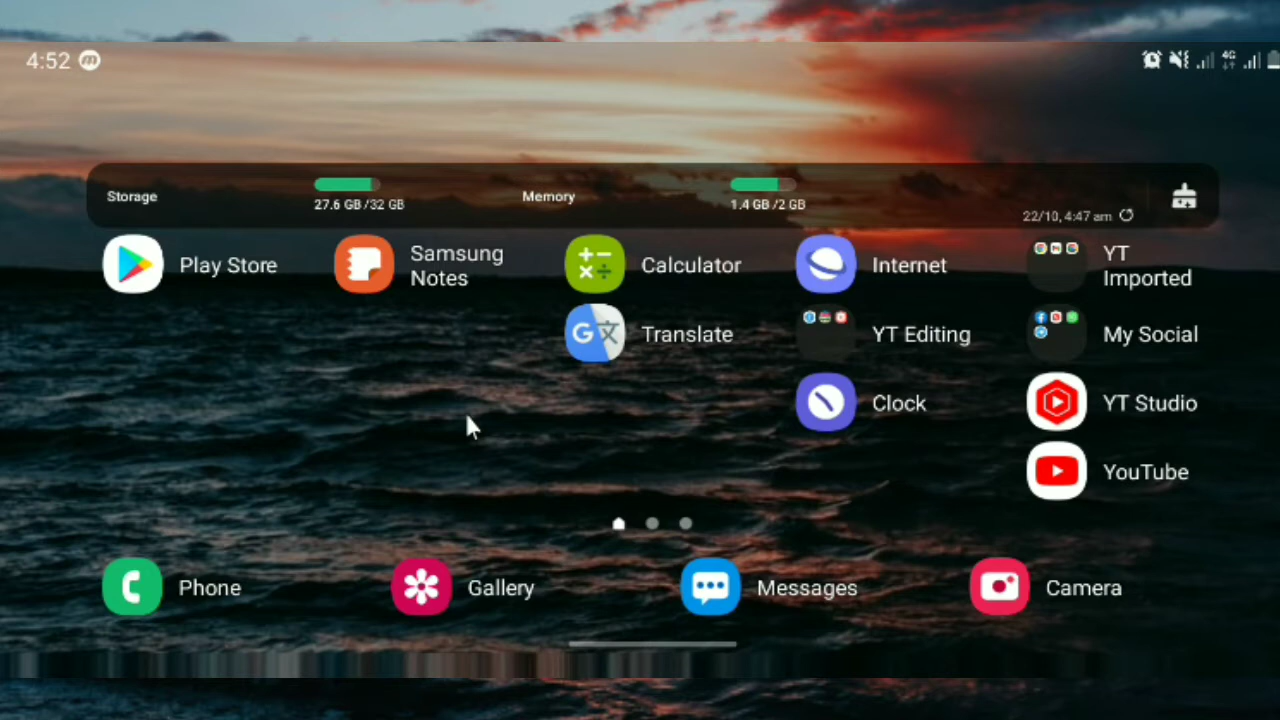 4:52
4G
Storage
27.6 GB /32 GB
Memory
1.4 GB /2 GB
22/10, 4:47 am
Play Store
Samsung
Notes
Calculator
Internet
YT
Imported
Translate
YT Editing
My Social
Clock
YT Studio
YouTube
Phone
Gallery
Messages
Camera